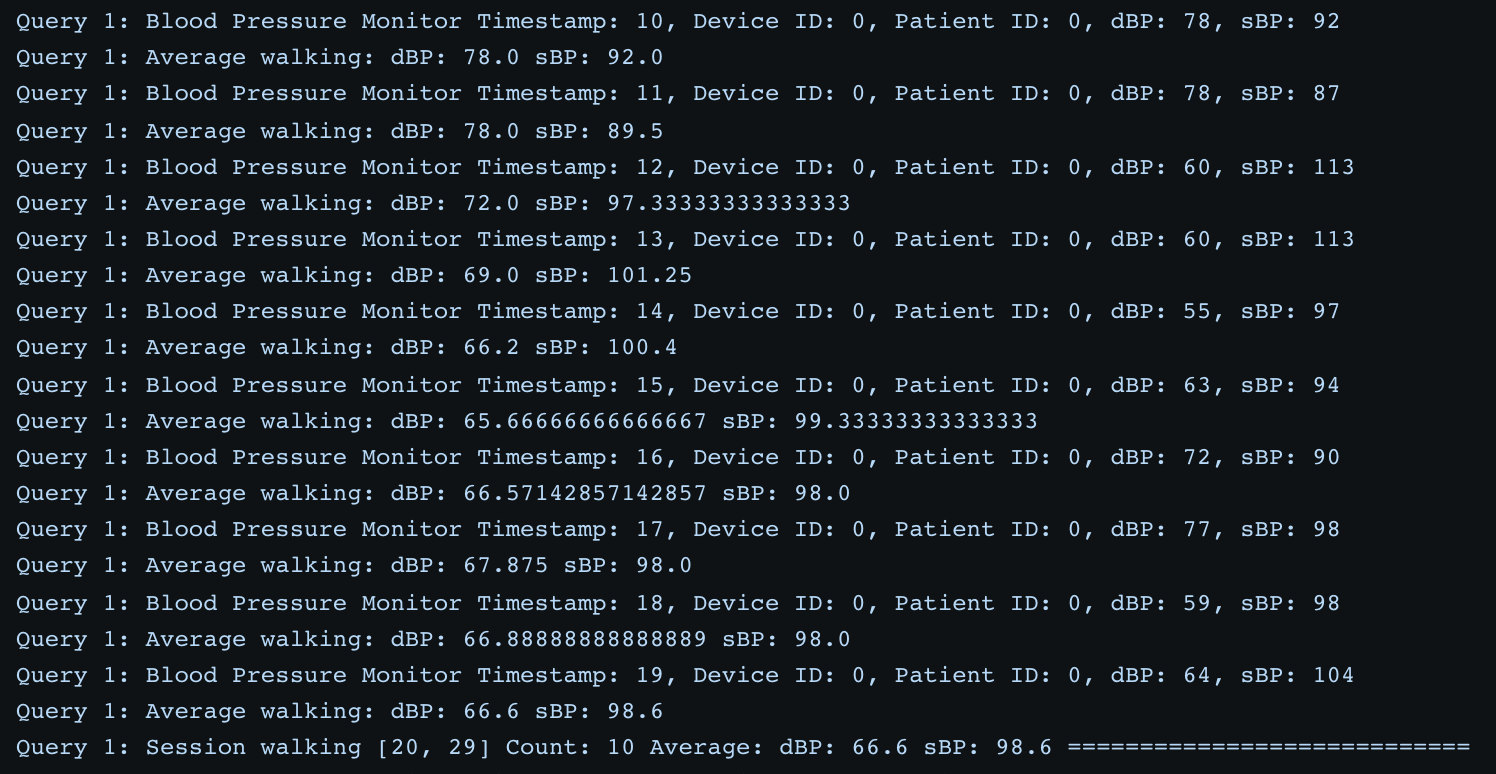 Query 1: Blood Pressure Monitor Timestamp: 10, Device ID: 0, Patient ID: 0, dBP: 78, sBP: 92
Query 1: Average walking: dBP: 78.0 sBP: 92.0
Query 1: Blood Pressure Monitor Timestamp: 11, Device ID: 0, Patient ID: 0, dBP: 78, sBP: 87
Query 1: Average walking: dBP: 78.0 sBP: 89.5
Query 1: Blood Pressure Monitor Timestamp: 12, Device ID: 0, Patient ID: 0, dBP: 60, sBP: 113
Query 1: Average walking: dBP: 72.0 sBP: 97.33333333333333
Query 1: Blood Pressure Monitor Timestamp: 13, Device ID: 0, Patient ID: 0, dBP: 60, sBP: 113
Query 1: Average walking: dBP: 69.0 sBP: 101.25
Query 1: Blood Pressure Monitor Timestamp: 14, Device ID: 0, Patient ID: 0, dBP: 55, sBP: 97
Query 1: Average walking: dBP: 66.2 sBP: 100.4
Query 1: Blood Pressure Monitor Timestamp: 15, Device ID: 0, Patient ID: 0, dBP: 63, sBP: 94
Query 1: Average walking: dBP: 65.66666666666667 sBP: 99.33333333333333
Query 1: Blood Pressure Monitor Timestamp: 16, Device ID: 0, Patient ID: 0, dBP: 72, sBP: 90
Query 1: Average walking: dBP: 66.57142857142857 sBP: 98.0
Query 1: Blood Pressure Monitor Timestamp: 17, Device ID: 0, Patient ID: 0, dBP: 77, sBP: 98
Query 1: Average walking: dBP: 67.875 sBP: 98.0
Query 1: Blood Pressure Monitor Timestamp: 18, Device ID: 0, Patient ID: 0, dBP: 59, sBP: 98
Query 1: Average walking: dBP: 66.88888888888889 sBP: 98.0
Query 1: Blood Pressure Monitor Timestamp: 19, Device ID: 0, Patient ID: 0, dBP: 64, sBP: 104
Query 1: Average walking: dBP: 66.6 sBP: 98.6
Query 1: Session walking [20, 29] Count: 10 Average: dBP: 66.6 sBP: 98.6 ============================